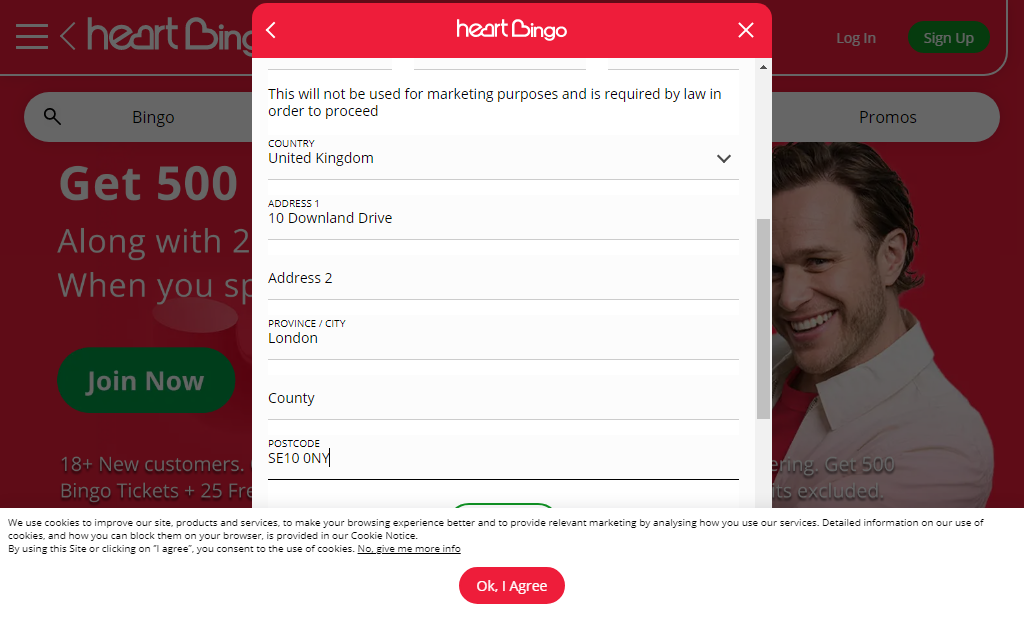 heart Bingo
Log In
Sign Up
heart Bingo
Bingo
Promos
Get 500
Along with 2
When you sp
Join Now
18+ New customers.
Bingo Tickets + 25 Fre
ering. Get 500
its excluded.
This will not be used for marketing purposes and is required by law in
order to proceed
COUNTRY
United Kingdom
ADDRESS 1
10 Downland Drive
Address 2
PROVINCE / CITY
London
County
POSTCODE
SE10 0NY
We use cookies to improve our site, products and services, to make your browsing experience better and to provide relevant marketing by analysing how you use our services. Detailed information on our use of
cookies, and how you can block them on your browser, is provided in our Cookie Notice.
By using this Site or clicking on "I agree", you consent to the use of cookies. No, give me more info
Ok, I Agree